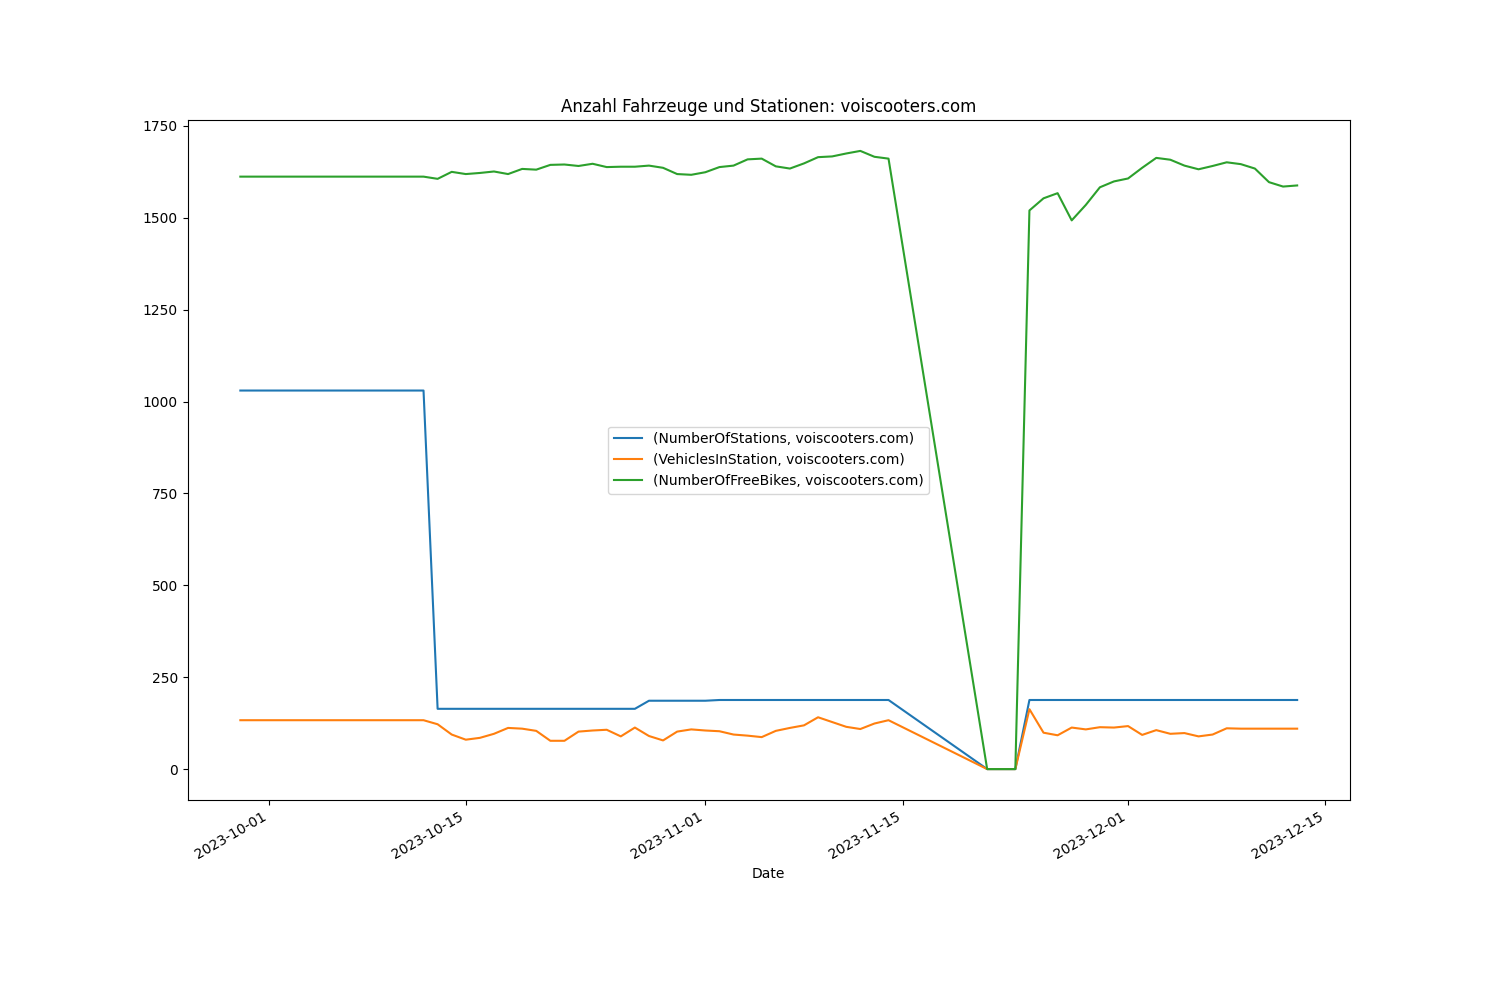 Anzahl Fahrzeuge und Stationen: voiscooters.com
1750
1500
1250
1000
750
500
250
0
(NumberOfStations, voiscooters.com)
(VehiclesInStation, voiscooters.com)
(NumberOfFreeBikes, voiscooters.com)
2023-10-01
2023-10-15
2023-11-01
2023-11-15
2023-12-01
2023-12-15
Date